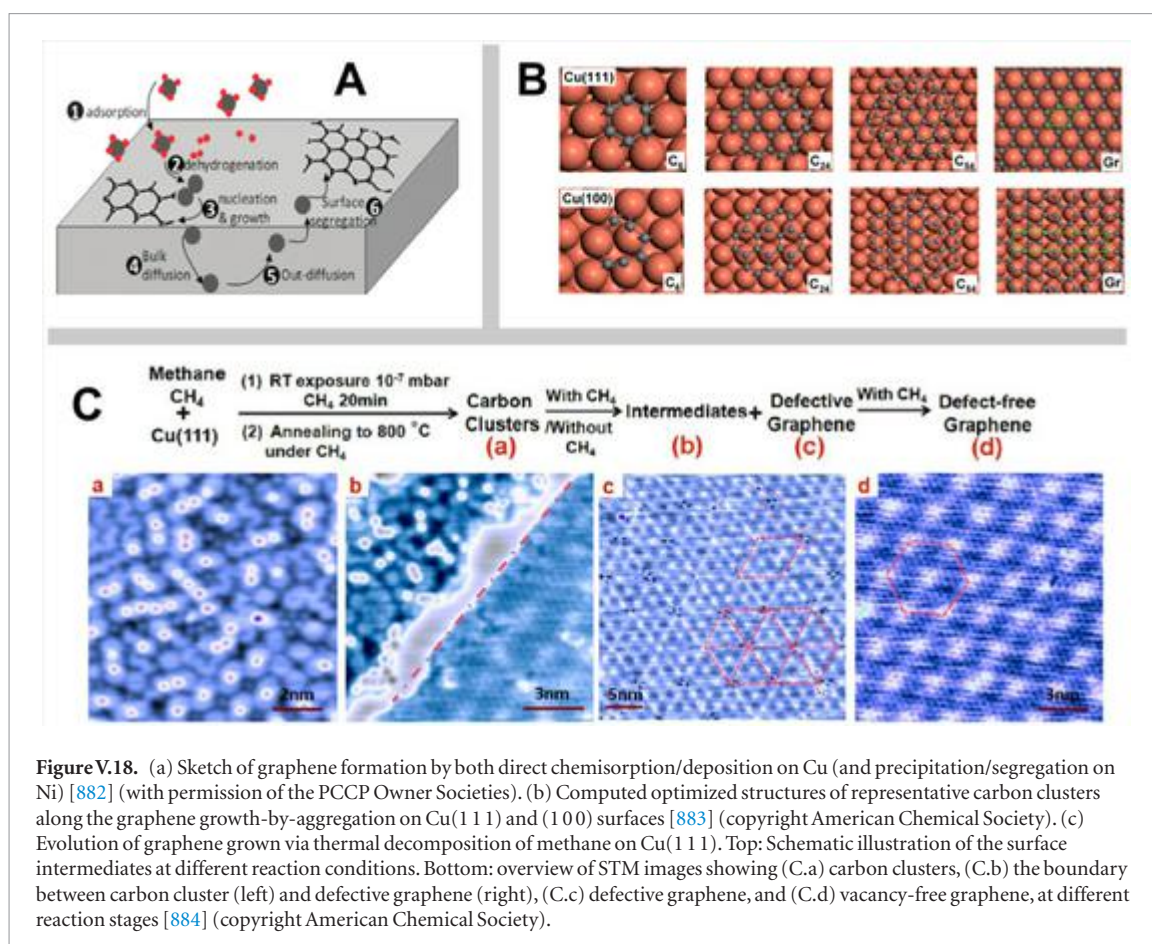 A
1 adsorption
2 dehydrogenation
3 nucleation
& growth
4 Bulk
diffusion
5 Out-diffusion
Surface
segregation 6
B
Cu(111)
C₆
C₂₄
C₅₄
Gr
Cu(100)
C₆
C₂₄
C₅₄
Gr
C
Methane
CH₄
+
Cu(111)
(1) RT exposure 10⁻⁷ mbar
CH₄ 20min
(2) Annealing to 800 °C
under CH₄
Carbon
Clusters
(a)
With CH₄
/Without
CH₄
Intermediates +
(b)
Defective
Graphene
(c)
With CH₄
Defect-free
Graphene
(d)
a
2nm
b
3nm
c
5nm
d
3nm
Figure V.18. (a) Sketch of graphene formation by both direct chemisorption/deposition on Cu (and precipitation/segregation on
Ni) [882] (with permission of the PCCP Owner Societies). (b) Computed optimized structures of representative carbon clusters
along the graphene growth-by-aggregation on Cu(1 1 1) and (1 0 0) surfaces [883] (copyright American Chemical Society). (c)
Evolution of graphene grown via thermal decomposition of methane on Cu(1 1 1). Top: Schematic illustration of the surface
intermediates at different reaction conditions. Bottom: overview of STM images showing (C.a) carbon clusters, (C.b) the boundary
between carbon cluster (left) and defective graphene (right), (C.c) defective graphene, and (C.d) vacancy-free graphene, at different
reaction stages [884] (copyright American Chemical Society).